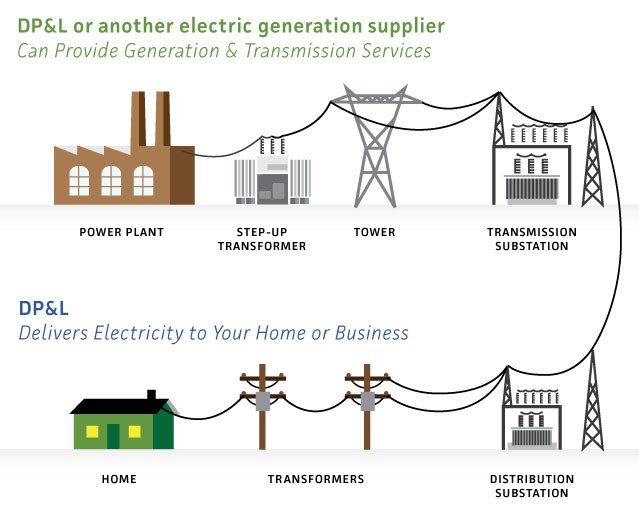 DP&L or another electric generation supplier
Can Provide Generation & Transmission Services
POWER PLANT
STEP-UP
TRANSFORMER
TOWER
TRANSMISSION
SUBSTATION
DP&L
Delivers Electricity to Your Home or Business
HOME
TRANSFORMERS
DISTRIBUTION
SUBSTATION